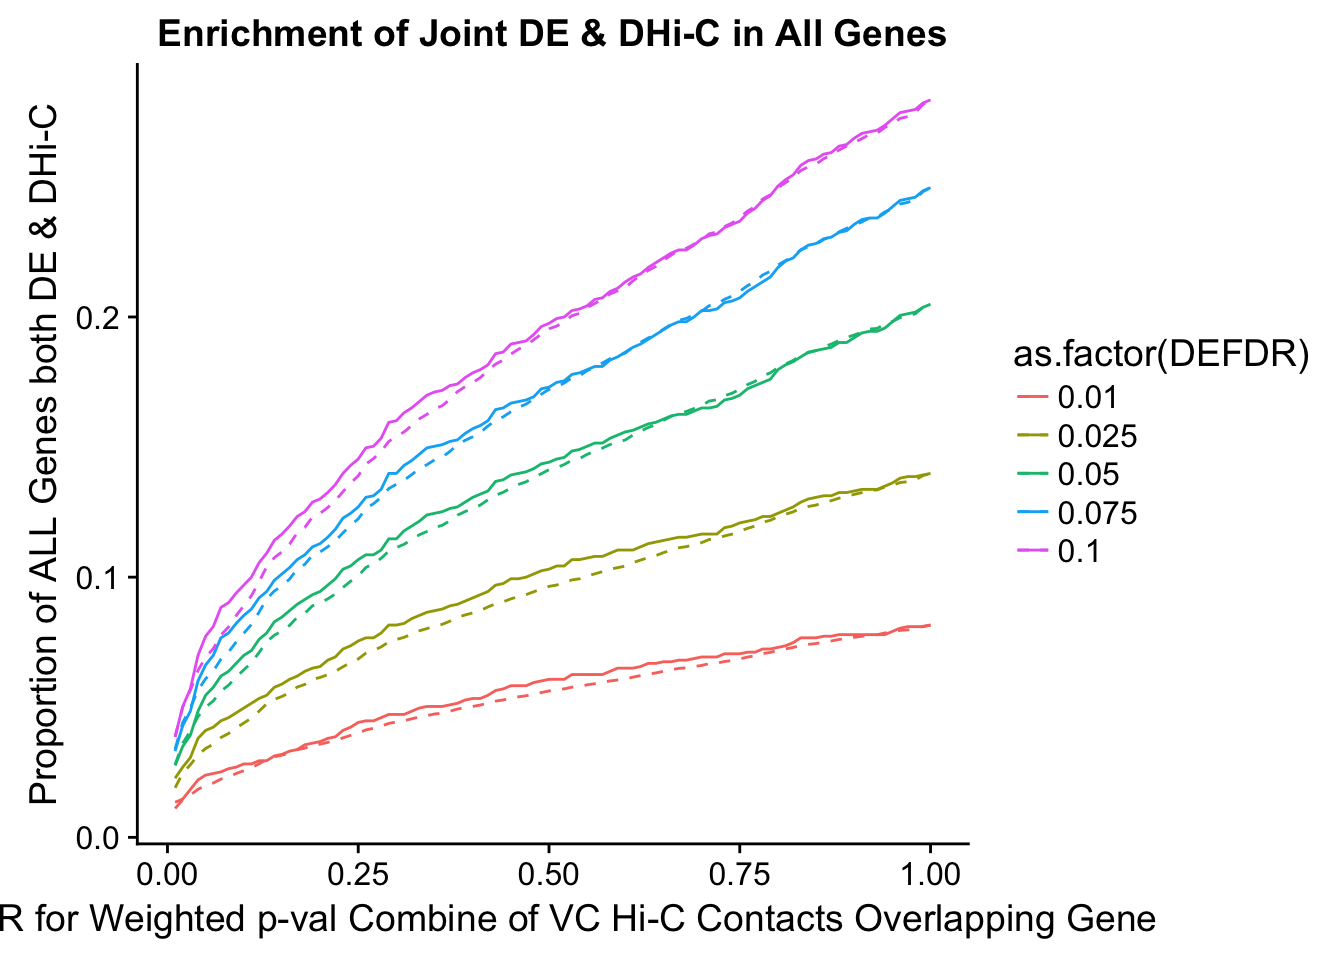 Enrichment of Joint DE & DHi-C in All Genes
Proportion of ALL Genes both DE & DHi-C
0.2
0.1
0.0
0.00 0.25 0.50 0.75 1.00
R for Weighted p-val Combine of VC Hi-C Contacts Overlapping Gene
as.factor(DEFDR)
0.01
0.025
0.05
0.075
0.1